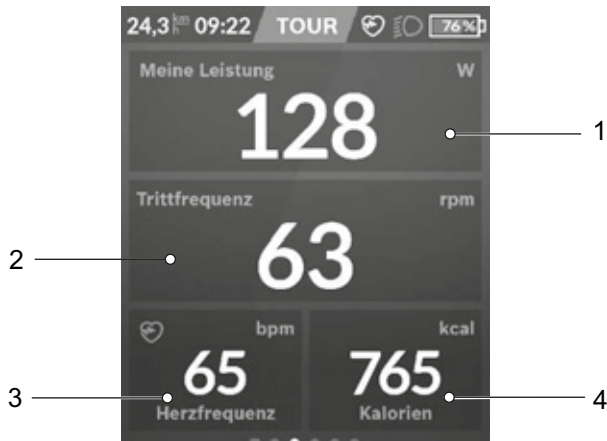 24,3 km/h 09:22 TOUR 76%
Meine Leistung W
128
1
Trittfrequenz rpm
63
2
bpm kcal
65 765
3 4
Herzfrequenz Kalorien